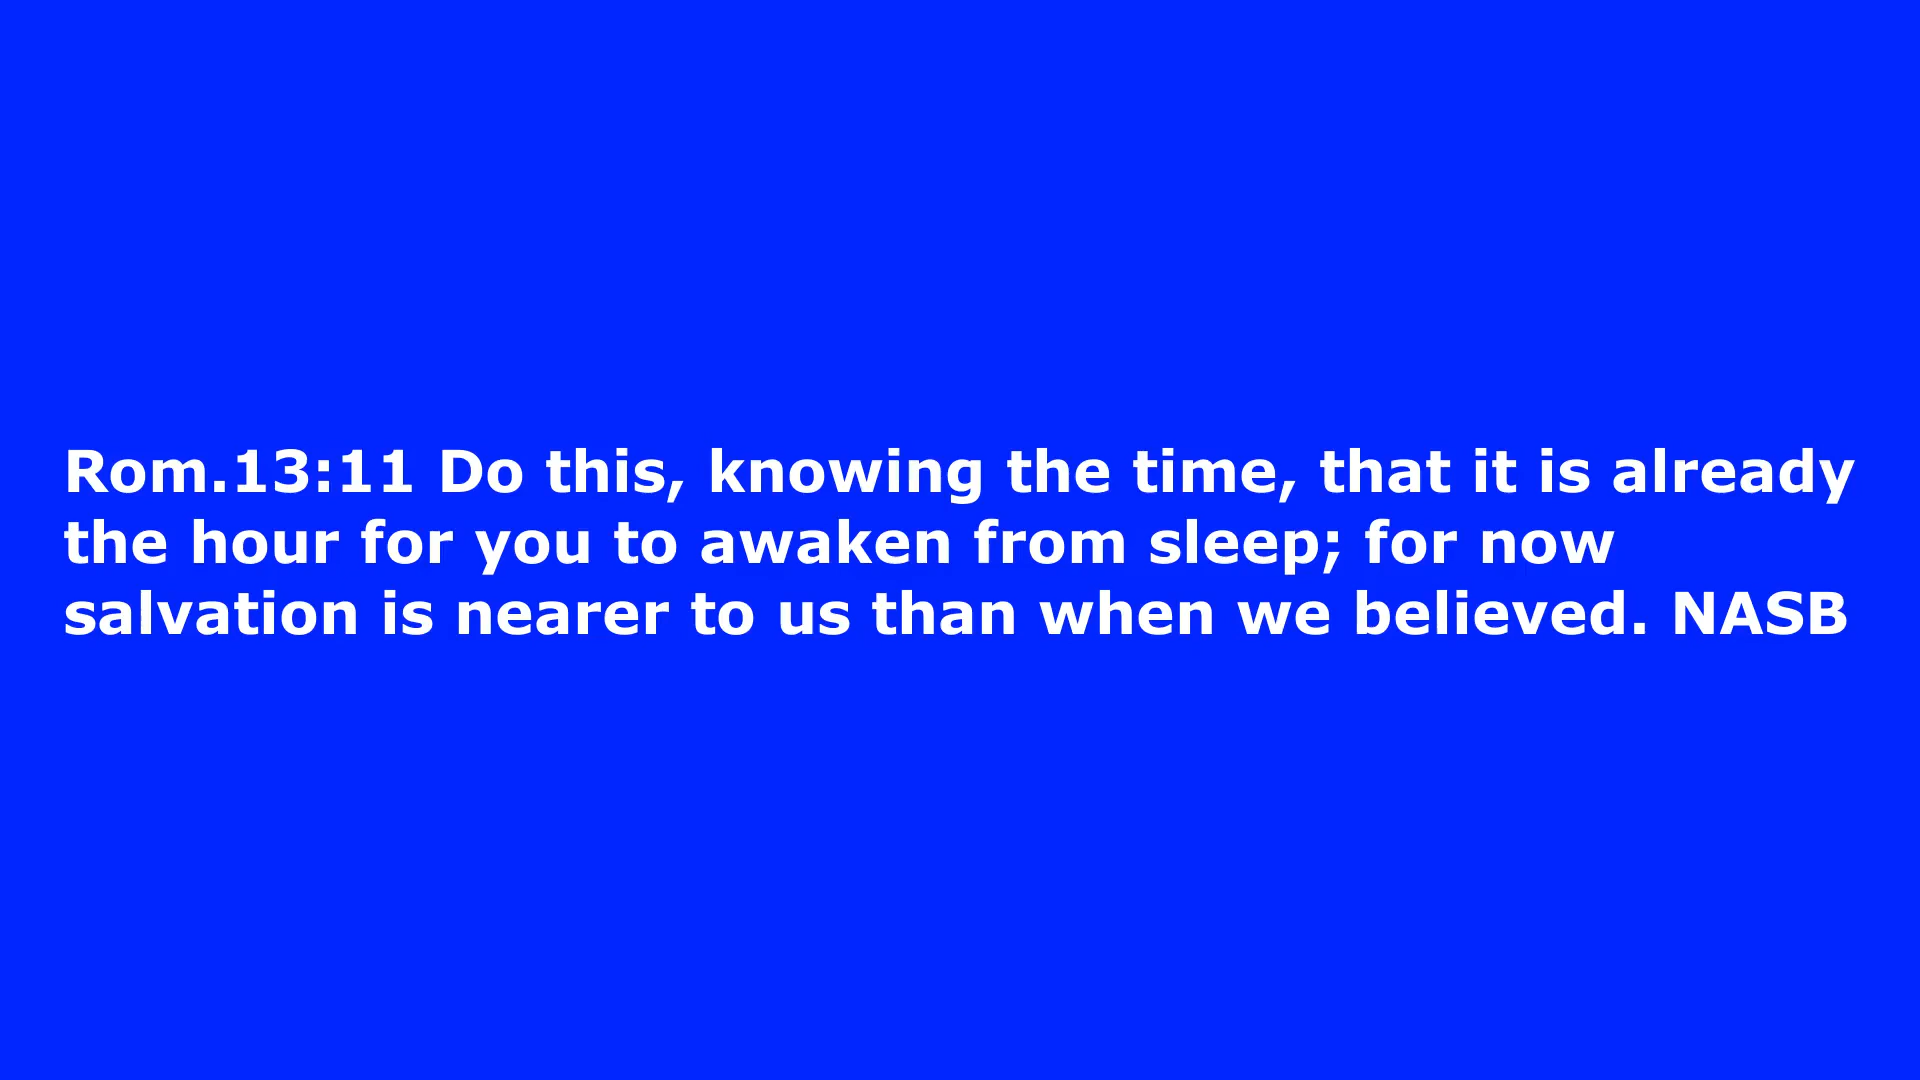 Rom.13:11 Do this, knowing the time, that it is already
the hour for you to awaken from sleep; for now
salvation is nearer to us than when we believed. NASB